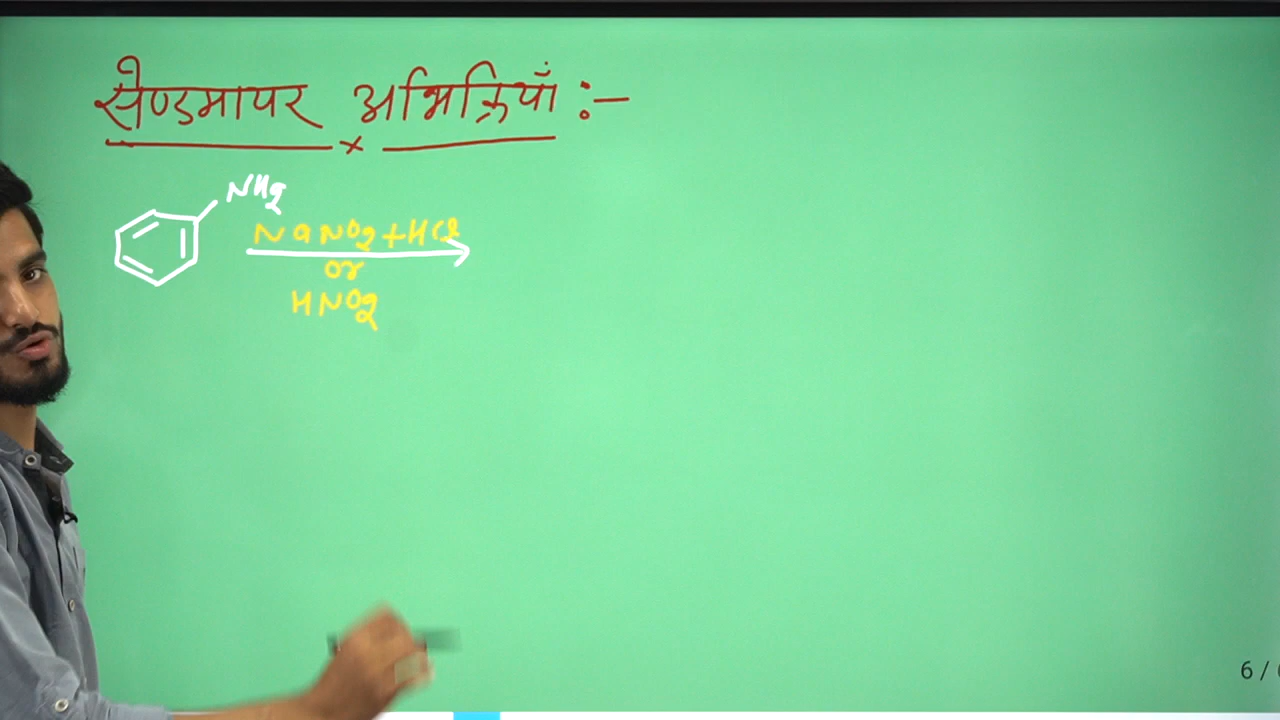 सैण्डमायर अभिक्रियाँ :-
NH2
NaNO2+HCl
or
HNO2
6 /